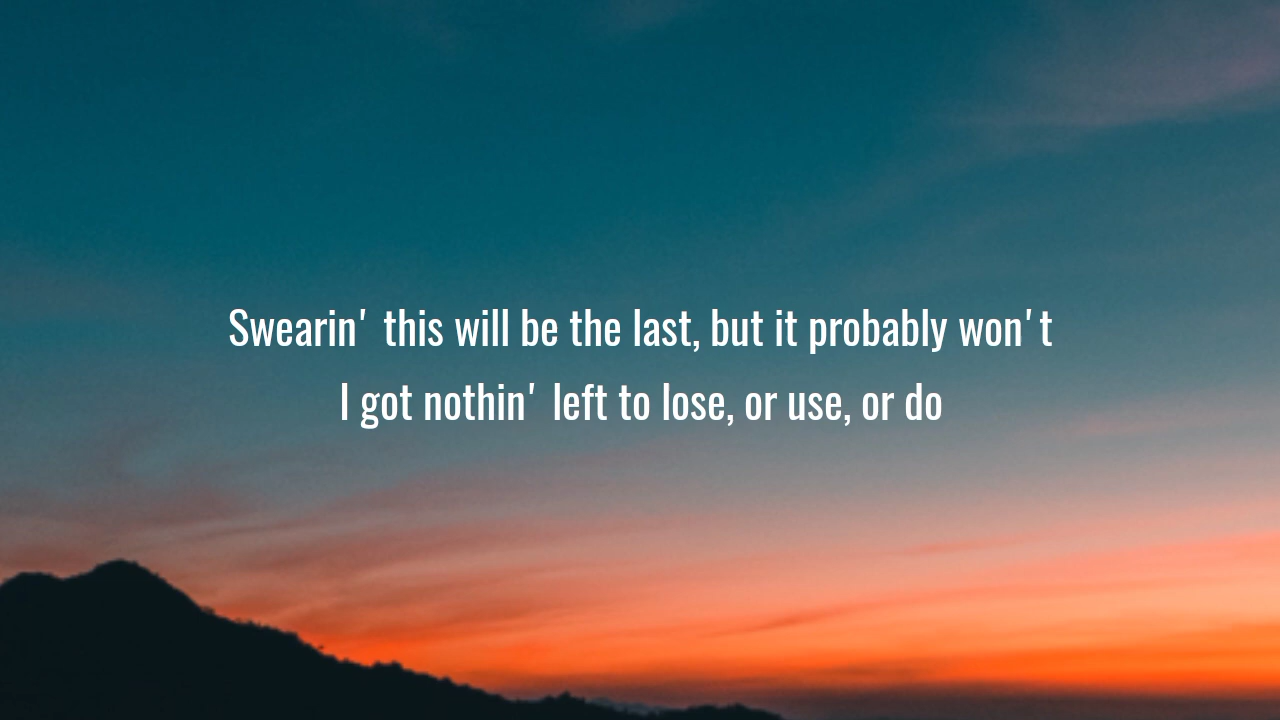 Swearin' this will be the last, but it probably won't
I got nothin' left to lose, or use, or do